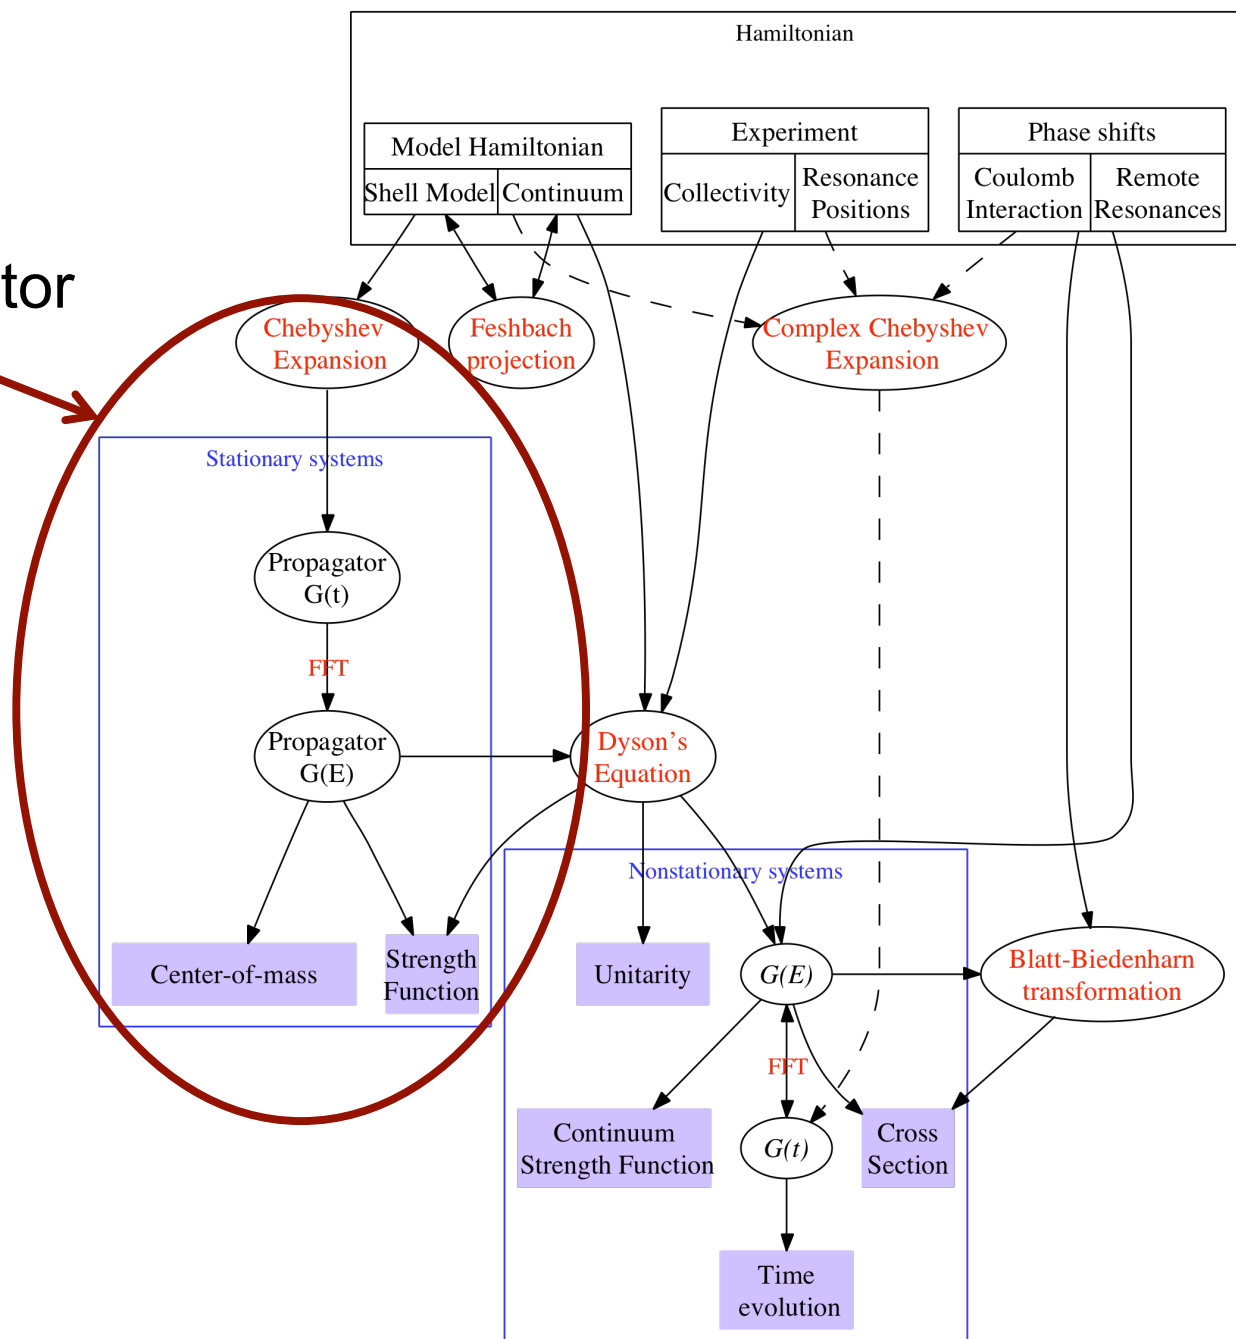 Hamiltonian
Model Hamiltonian
Shell Model
Continuum
Experiment
Collectivity
Resonance
Positions
Phase shifts
Coulomb
Interaction
Remote
Resonances
tor
Chebyshev
Expansion
Feshbach
projection
Complex Chebyshev
Expansion
Stationary systems
Propagator
G(t)
FFT
Propagator
G(E)
Dyson's
Equation
Nonstationary systems
Center-of-mass
Strength
Function
Unitarity
G(E)
Blatt-Biedenharn
transformation
FFT
Continuum
Strength Function
G(t)
Cross
Section
Time
evolution